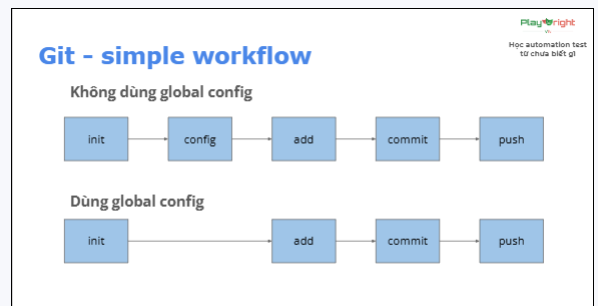 Playwright
vn
Học automation test
từ chưa biết gì
Git - simple workflow
Không dùng global config
init
config
add
commit
push
Dùng global config
init
add
commit
push